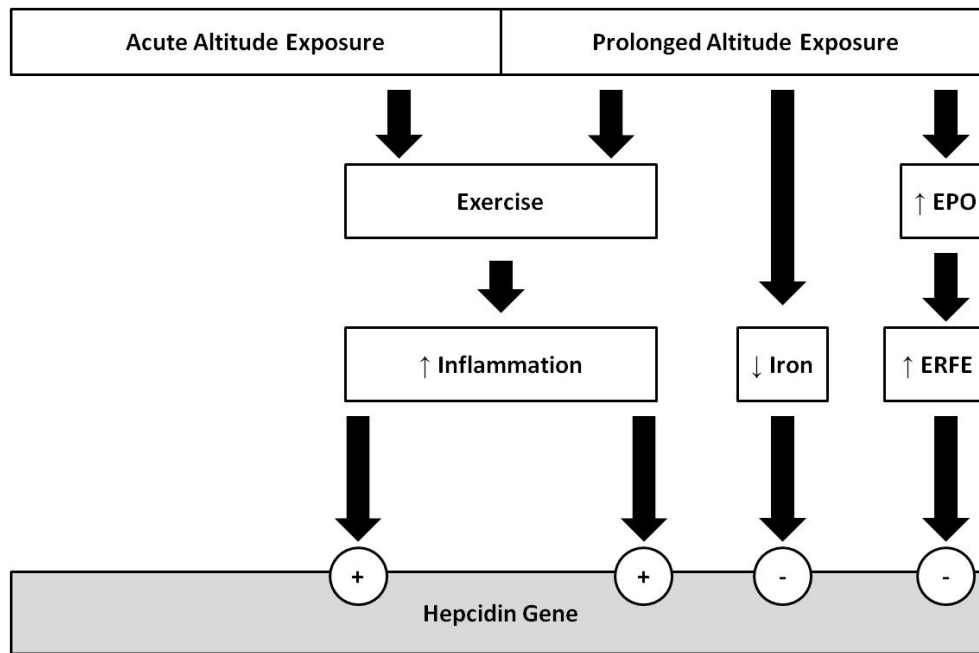 Acute Altitude Exposure
Prolonged Altitude Exposure
Exercise
↑ EPO
↑ Inflammation
↓ Iron
↑ ERFE
+
+
-
-
Hepcidin Gene